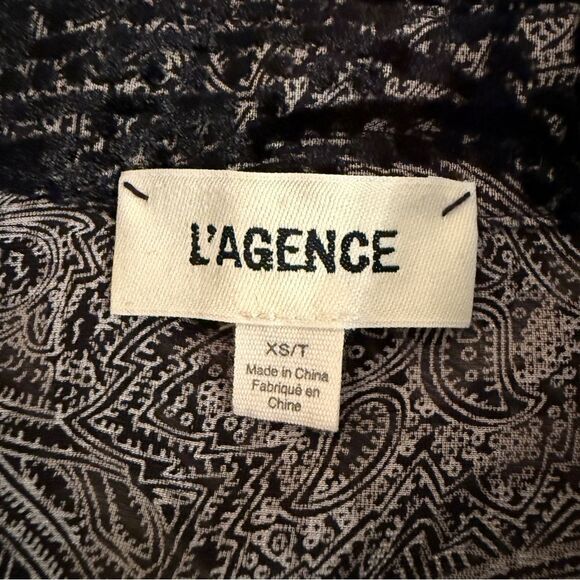 L'AGENCE
XS/T
Made in China
Fabriqué en
Chine